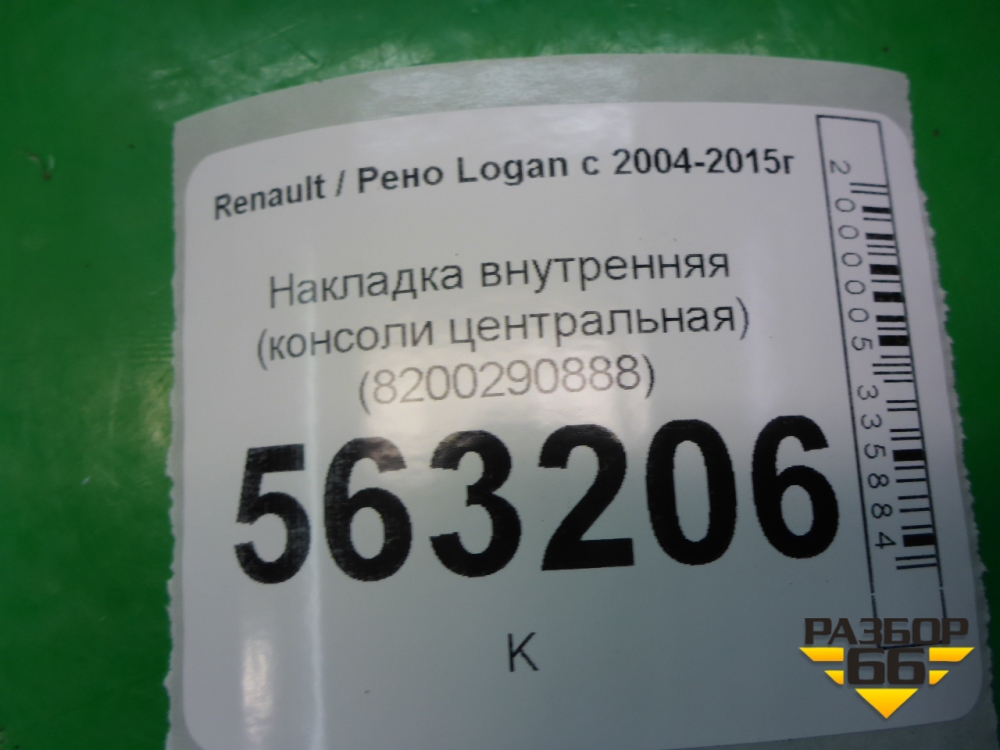 Renault / Рено Logan с 2004-2015г
Накладка внутренняя
(консоли центральная)
(8200290888)
563206
К
2000005335884
РАЗБОР
66